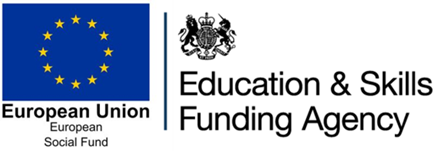 European Union
European
Social Fund
Education & Skills
Funding Agency